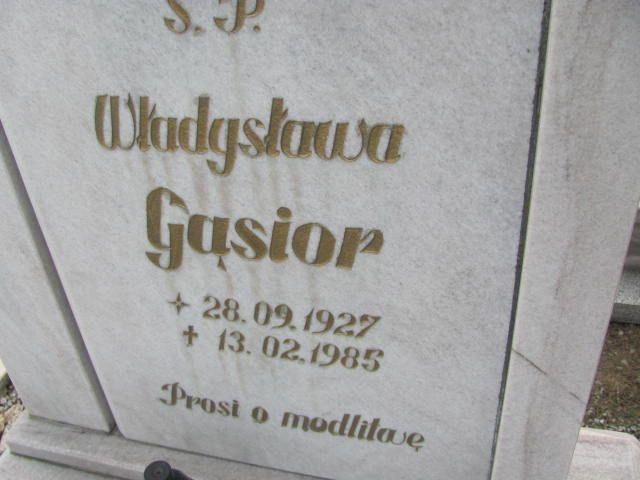 Ś. P.
Władysława
Gąsior
28.09.1927
✝ 13.02.1985
Prosi o modlitwę